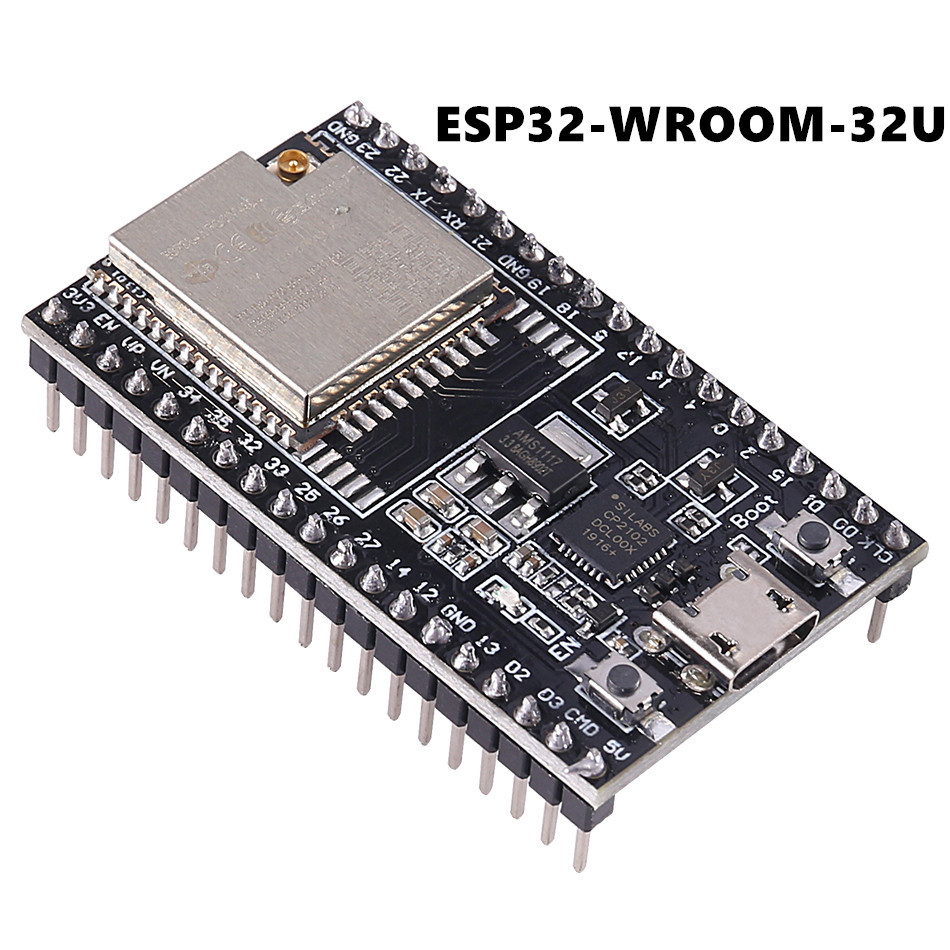 ESP32-WROOM-32U
GND
23
22
TX
RX
21
GND
19
18
5
17
16
4
0
2
15
D1
D0
CLK
3V3
EN
VP
VN
34
35
32
33
25
26
27
14
12
GND
13
D2
D3
CMD
5V
AMS1117
SILABS
CP2102
DCL00X
Boot
EN